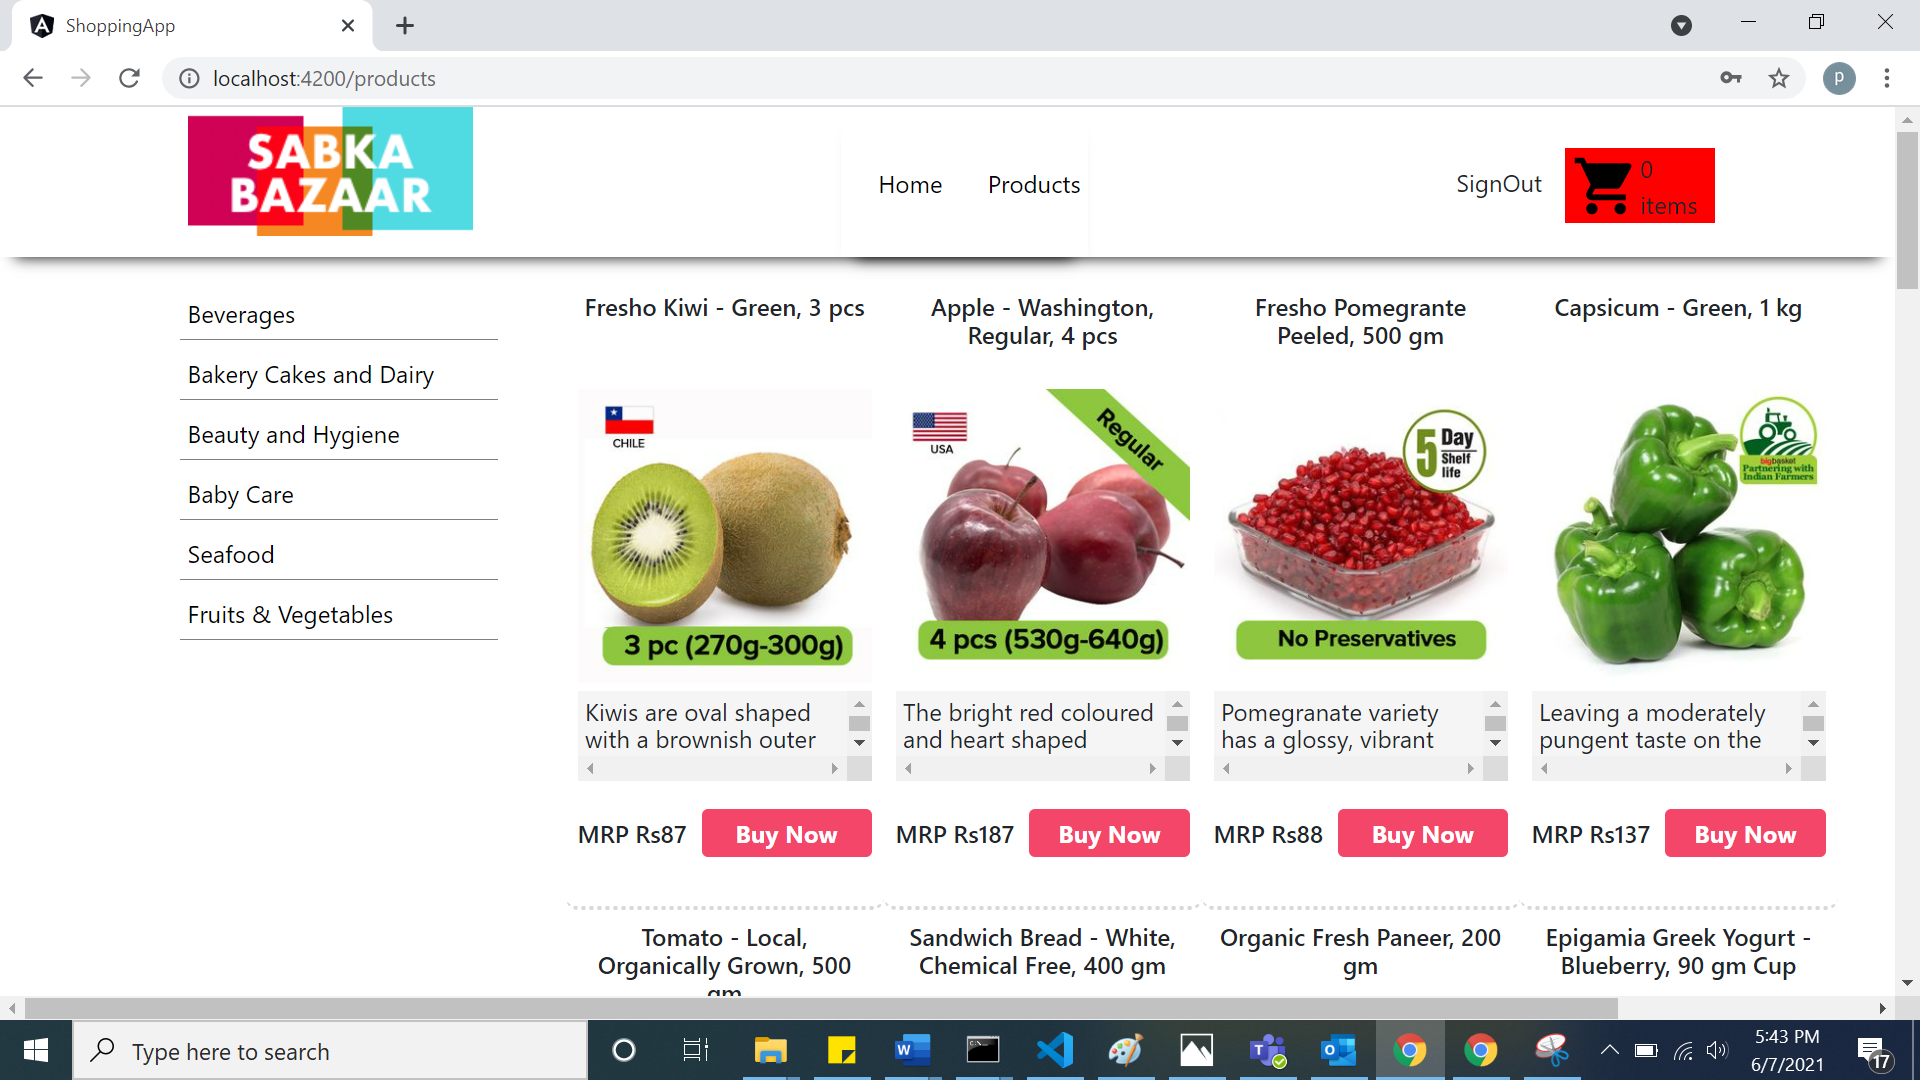 ShoppingApp
localhost:4200/products
P
SABKA
BAZAAR
Home
Products
SignOut
0
items
Beverages
Bakery Cakes and Dairy
Beauty and Hygiene
Baby Care
Seafood
Fruits & Vegetables
Fresho Kiwi - Green, 3 pcs
CHILE
3 pc (270g-300g)
Kiwis are oval shaped
with a brownish outer
MRP Rs87
Buy Now
Apple - Washington,
Regular, 4 pcs
USA
Regular
4 pcs (530g-640g)
The bright red coloured
and heart shaped
MRP Rs187
Buy Now
Fresho Pomegrante
Peeled, 500 gm
5 Day
Shelf
life
No Preservatives
Pomegranate variety
has a glossy, vibrant
MRP Rs88
Buy Now
Capsicum - Green, 1 kg
bigbasket
Partnering with
Indian Farmers
Leaving a moderately
pungent taste on the
MRP Rs137
Buy Now
Tomato - Local,
Organically Grown, 500
gm
Sandwich Bread - White,
Chemical Free, 400 gm
Organic Fresh Paneer, 200
gm
Epigamia Greek Yogurt -
Blueberry, 90 gm Cup
Type here to search
5:43 PM
6/7/2021
17